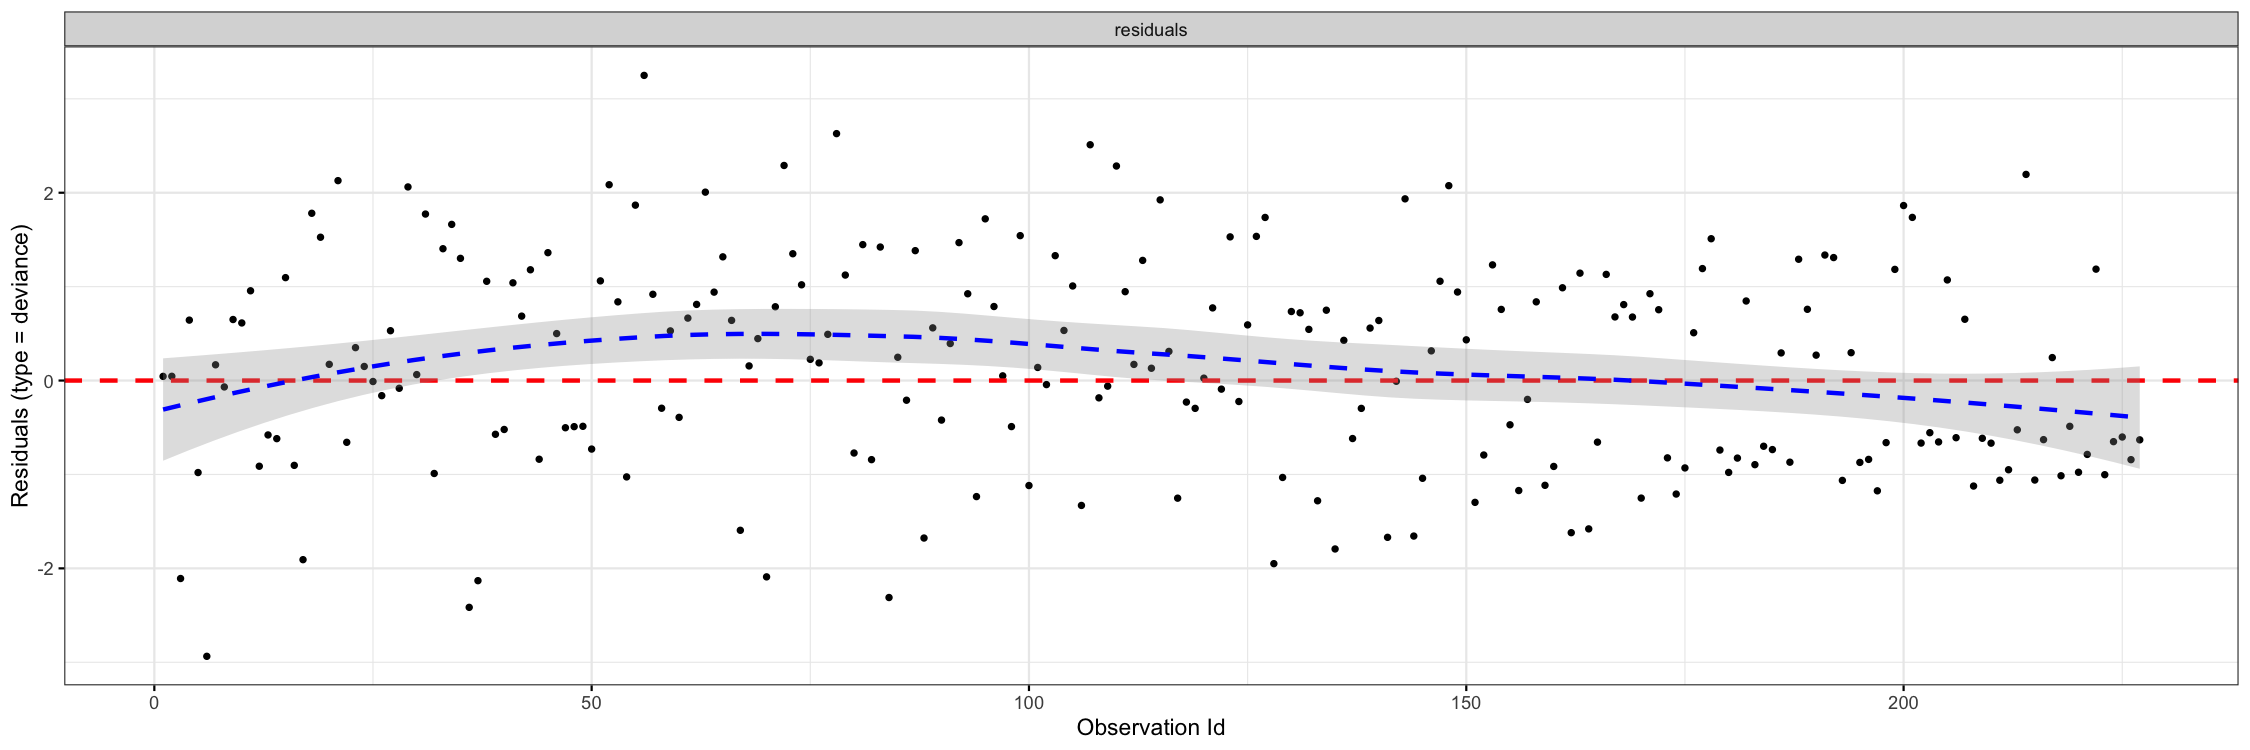 residuals
Residuals (type = deviance)
2
0
-2
0 50 100 150 200
Observation Id